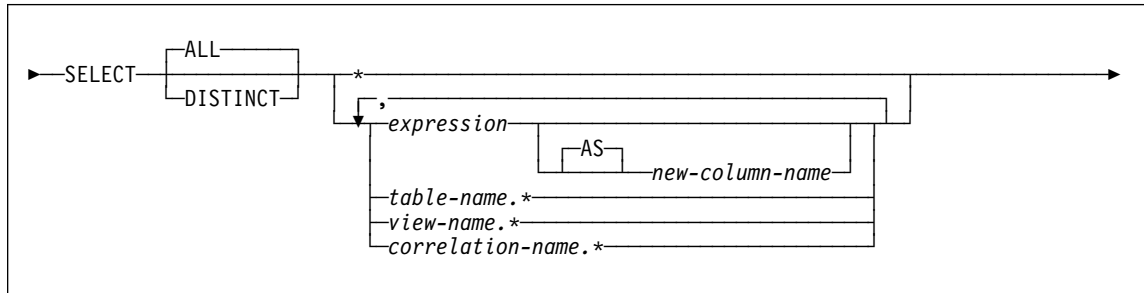 ALL
SELECT *
DISTINCT
,
expression
AS
new-column-name
table-name.*
view-name.*
correlation-name.*